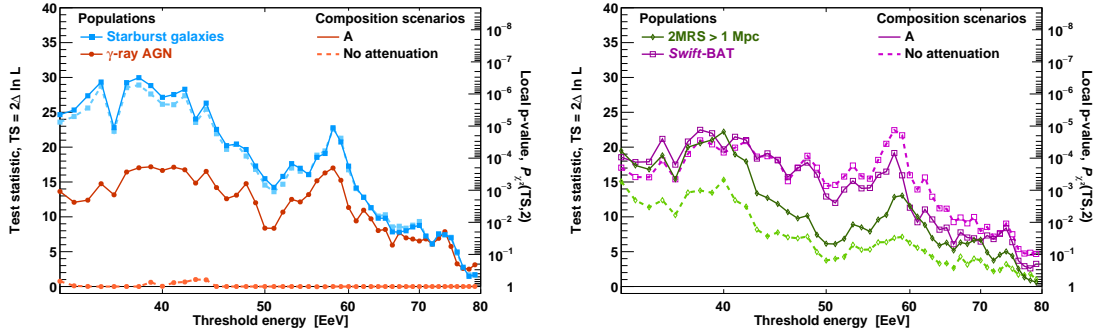 Populations
Starburst galaxies
γ-ray AGN
Composition scenarios
A
No attenuation
Test statistic, TS = 2Δ ln L
40
35
30
25
20
15
10
5
0
40
50
60
70
80
Threshold energy [EeV]
10⁻⁸
10⁻⁷
10⁻⁶
10⁻⁵
10⁻⁴
10⁻³
10⁻²
10⁻¹
1
Local p-value, P χ²(TS,2)
Populations
2MRS > 1 Mpc
Swift-BAT
Composition scenarios
A
No attenuation
Test statistic, TS = 2Δ ln L
40
35
30
25
20
15
10
5
0
40
50
60
70
80
Threshold energy [EeV]
10⁻⁸
10⁻⁷
10⁻⁶
10⁻⁵
10⁻⁴
10⁻³
10⁻²
10⁻¹
1
Local p-value, P χ²(TS,2)